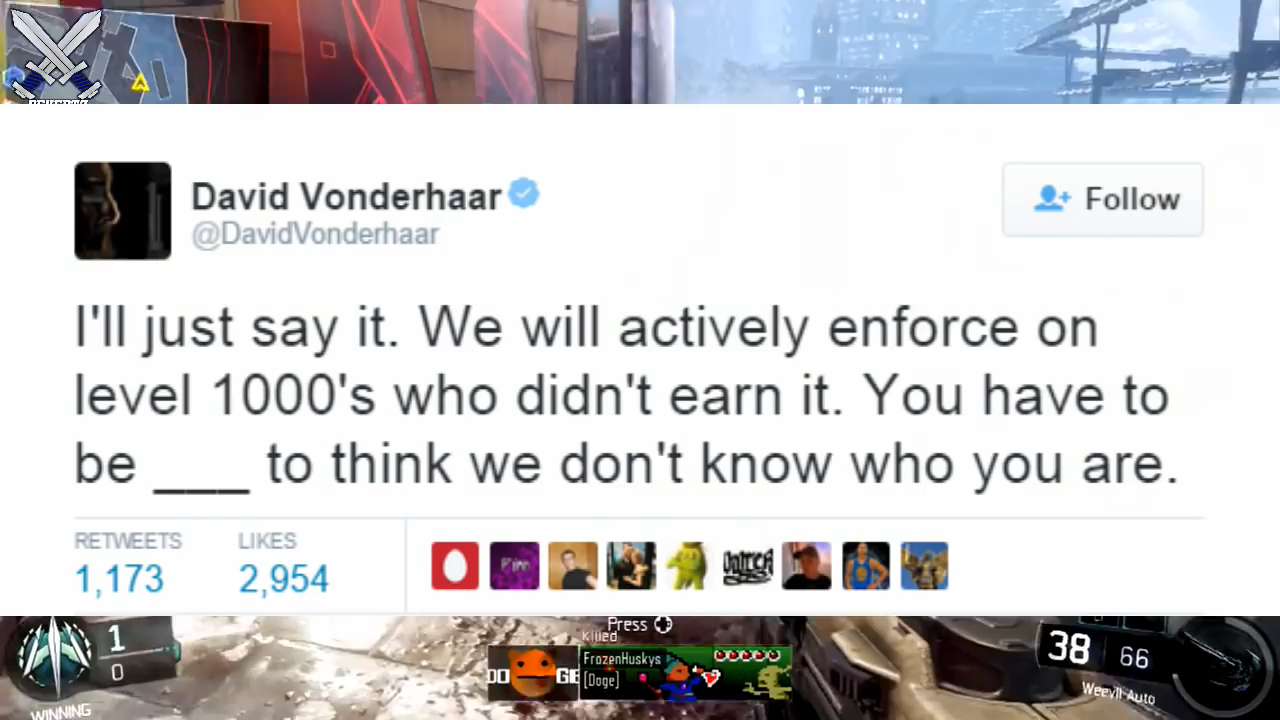 David Vonderhaar
@DavidVonderhaar
Follow
I'll just say it. We will actively enforce on
level 1000's who didn't earn it. You have to
be ___ to think we don't know who you are.
RETWEETS LIKES
1,173 2,954
Press
killed
FrozenHuskys
[Doge]
DO GE
1
0
WINNING
38 66
Weevil Auto